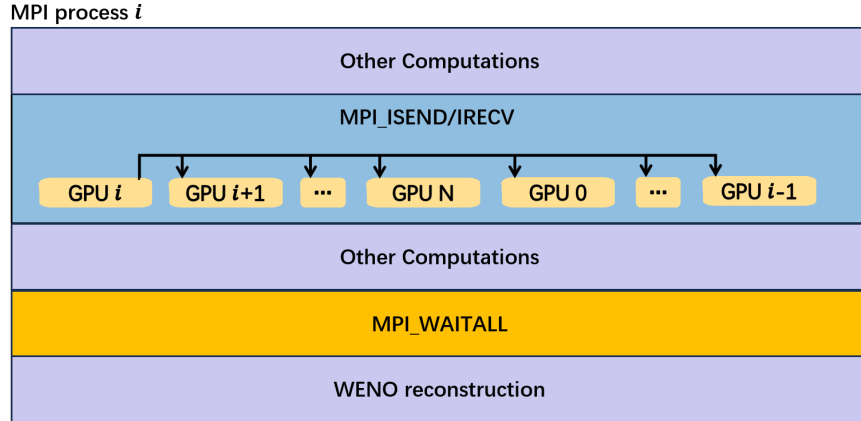 MPI process i
Other Computations
MPI_ISEND/IRECV
GPU i GPU i+1 ... GPU N GPU 0 ... GPU i-1
Other Computations
MPI_WAITALL
WENO reconstruction